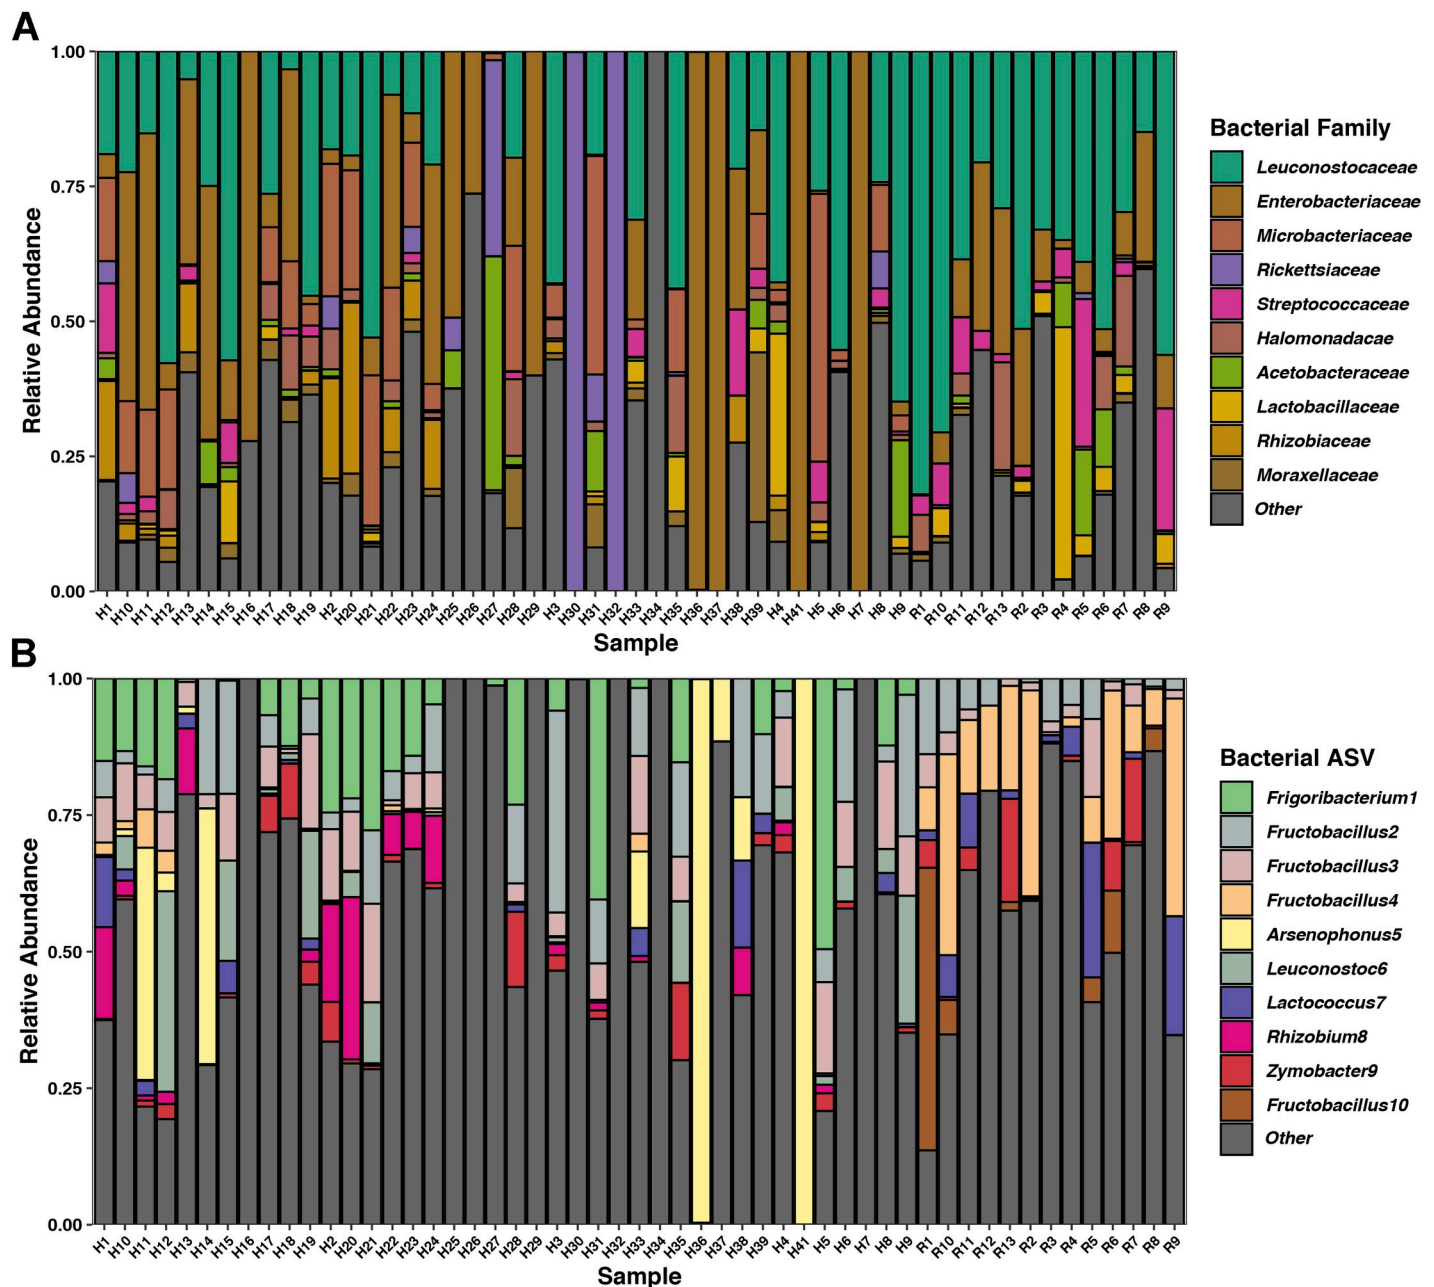 A
1.00
0.75
0.50
0.25
0.00
Relative Abundance
H1 H10 H11 H12 H13 H14 H15 H16 H17 H18 H19 H2 H20 H21 H22 H23 H24 H25 H26 H27 H28 H29 H3 H30 H31 H32 H33 H34 H35 H36 H37 H38 H39 H4 H41 H5 H6 H7 H8 H9 R1 R10 R11 R12 R13 R2 R3 R4 R5 R6 R7 R8 R9
Sample
Bacterial Family
Leuconostocaceae
Enterobacteriaceae
Microbacteriaceae
Rickettsiaceae
Streptococcaceae
Halomonadacae
Acetobacteraceae
Lactobacillaceae
Rhizobiaceae
Moraxellaceae
Other
B
1.00
0.75
0.50
0.25
0.00
Relative Abundance
H1 H10 H11 H12 H13 H14 H15 H16 H17 H18 H19 H2 H20 H21 H22 H23 H24 H25 H26 H27 H28 H29 H3 H30 H31 H32 H33 H34 H35 H36 H37 H38 H39 H4 H41 H5 H6 H7 H8 H9 R1 R10 R11 R12 R13 R2 R3 R4 R5 R6 R7 R8 R9
Sample
Bacterial ASV
Frigoribacterium1
Fructobacillus2
Fructobacillus3
Fructobacillus4
Arsenophonus5
Leuconostoc6
Lactococcus7
Rhizobium8
Zymobacter9
Fructobacillus10
Other